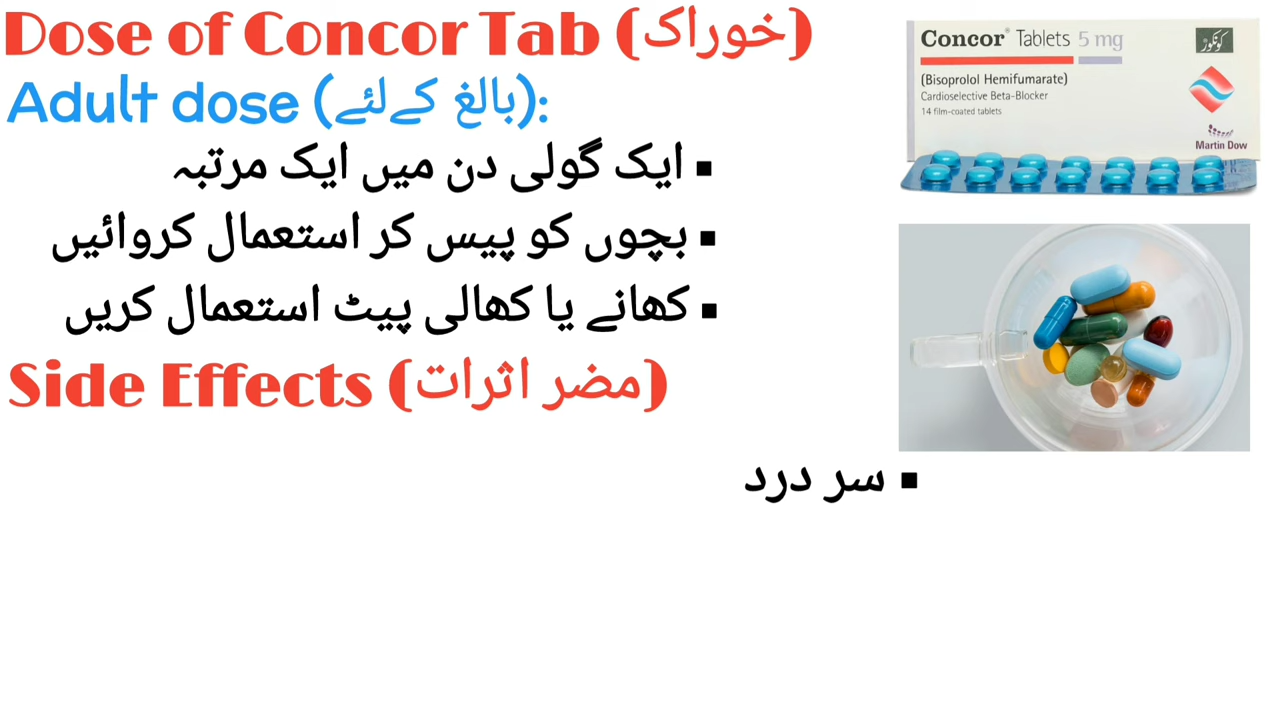 Dose of Concor Tab (خوراک)
Adult dose (بالغ کےلئے):
▪ ایک گولی دن میں ایک مرتبہ
▪ بچوں کو پیس کر استعمال کروائیں
▪ کھانے یا کھالی پیٹ استعمال کریں
Side Effects (مضر اثرات)
▪ سر درد
Concor® Tablets 5 mg
کونکور
(Bisoprolol Hemifumarate)
Cardioselective Beta-Blocker
14 film-coated tablets
Martin Dow